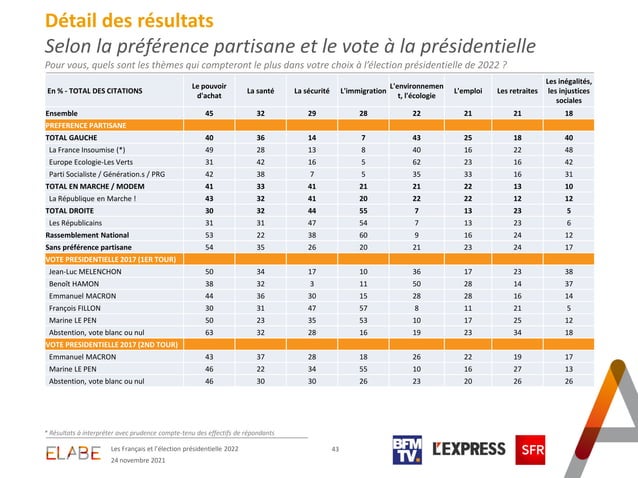 Détail des résultats
Selon la préférence partisane et le vote à la présidentielle
Pour vous, quels sont les thèmes qui compteront le plus dans votre choix à l'élection présidentielle de 2022 ?
En % - TOTAL DES CITATIONS Le pouvoir d'achat La santé La sécurité L'immigration L'environnemen t, l'écologie L'emploi Les retraites Les inégalités, les injustices sociales
Ensemble 45 32 29 28 22 21 21 18
PREFERENCE PARTISANE
TOTAL GAUCHE 40 36 14 7 43 25 18 40
La France Insoumise (*) 49 28 13 8 40 16 22 48
Europe Ecologie-Les Verts 31 42 16 5 62 23 16 42
Parti Socialiste / Génération.s / PRG 42 38 7 5 35 33 16 31
TOTAL EN MARCHE / MODEM 41 33 41 21 21 22 13 10
La République en Marche ! 43 32 41 20 22 22 12 12
TOTAL DROITE 30 32 44 55 7 13 23 5
Les Républicains 31 31 47 54 7 13 23 6
Rassemblement National 53 22 38 60 9 16 24 12
Sans préférence partisane 54 35 26 20 21 23 24 17
VOTE PRESIDENTIELLE 2017 (1ER TOUR)
Jean-Luc MELENCHON 50 34 17 10 36 17 23 38
Benoît HAMON 38 32 3 11 50 28 14 37
Emmanuel MACRON 44 36 30 15 28 28 16 14
François FILLON 30 31 47 57 8 11 21 5
Marine LE PEN 50 23 35 53 10 17 25 12
Abstention, vote blanc ou nul 63 32 28 16 19 23 34 18
VOTE PRESIDENTIELLE 2017 (2ND TOUR)
Emmanuel MACRON 43 37 28 18 26 22 19 17
Marine LE PEN 46 22 34 55 10 16 27 13
Abstention, vote blanc ou nul 46 30 30 26 23 20 26 26
* Résultats à interpréter avec prudence compte-tenu des effectifs de répondants
ELABE
Les Français et l'élection présidentielle 2022
24 novembre 2021
43
BFM TV.
L'EXPRESS
SFR